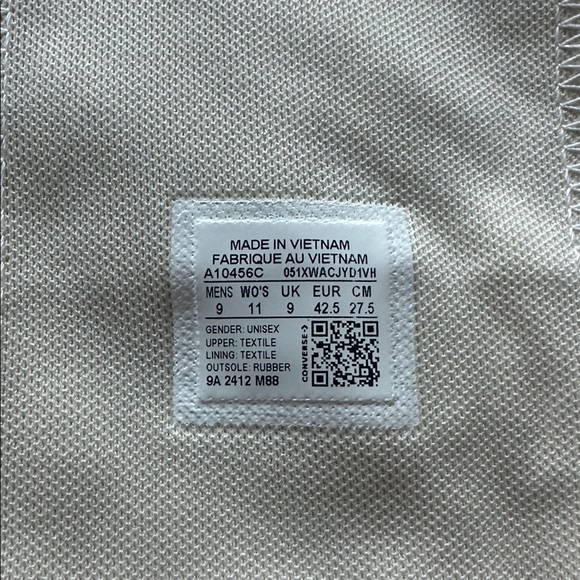 MADE IN VIETNAM
FABRIQUE AU VIETNAM
A10456C 051XWACJYD1VH
MENS WO'S UK EUR CM
9 11 9 42.5 27.5
GENDER: UNISEX
UPPER: TEXTILE
LINING: TEXTILE
OUTSOLE: RUBBER
9A 2412 M88
CONVERSE